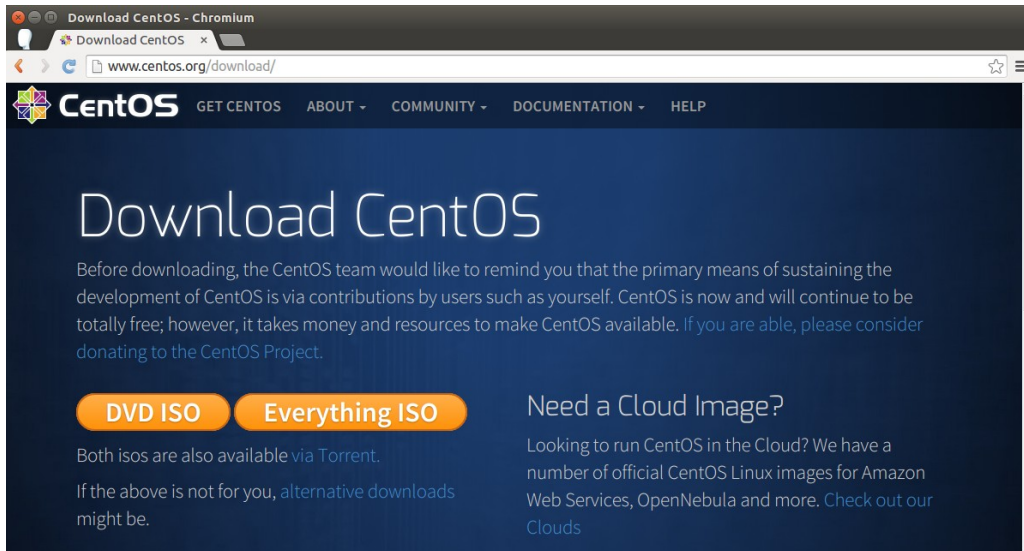 Download CentOS - Chromium
Download CentOS ×
www.centos.org/download/
CentOS GET CENTOS ABOUT COMMUNITY DOCUMENTATION HELP
Download CentOS
Before downloading, the CentOS team would like to remind you that the primary means of sustaining the
development of CentOS is via contributions by users such as yourself. CentOS is now and will continue to be
totally free; however, it takes money and resources to make CentOS available. If you are able, please consider
donating to the CentOS Project.
DVD ISO Everything ISO
Both isos are also available via Torrent.
If the above is not for you, alternative downloads
might be.
Need a Cloud Image?
Looking to run CentOS in the Cloud? We have a
number of official CentOS Linux images for Amazon
Web Services, OpenNebula and more. Check out our
Clouds